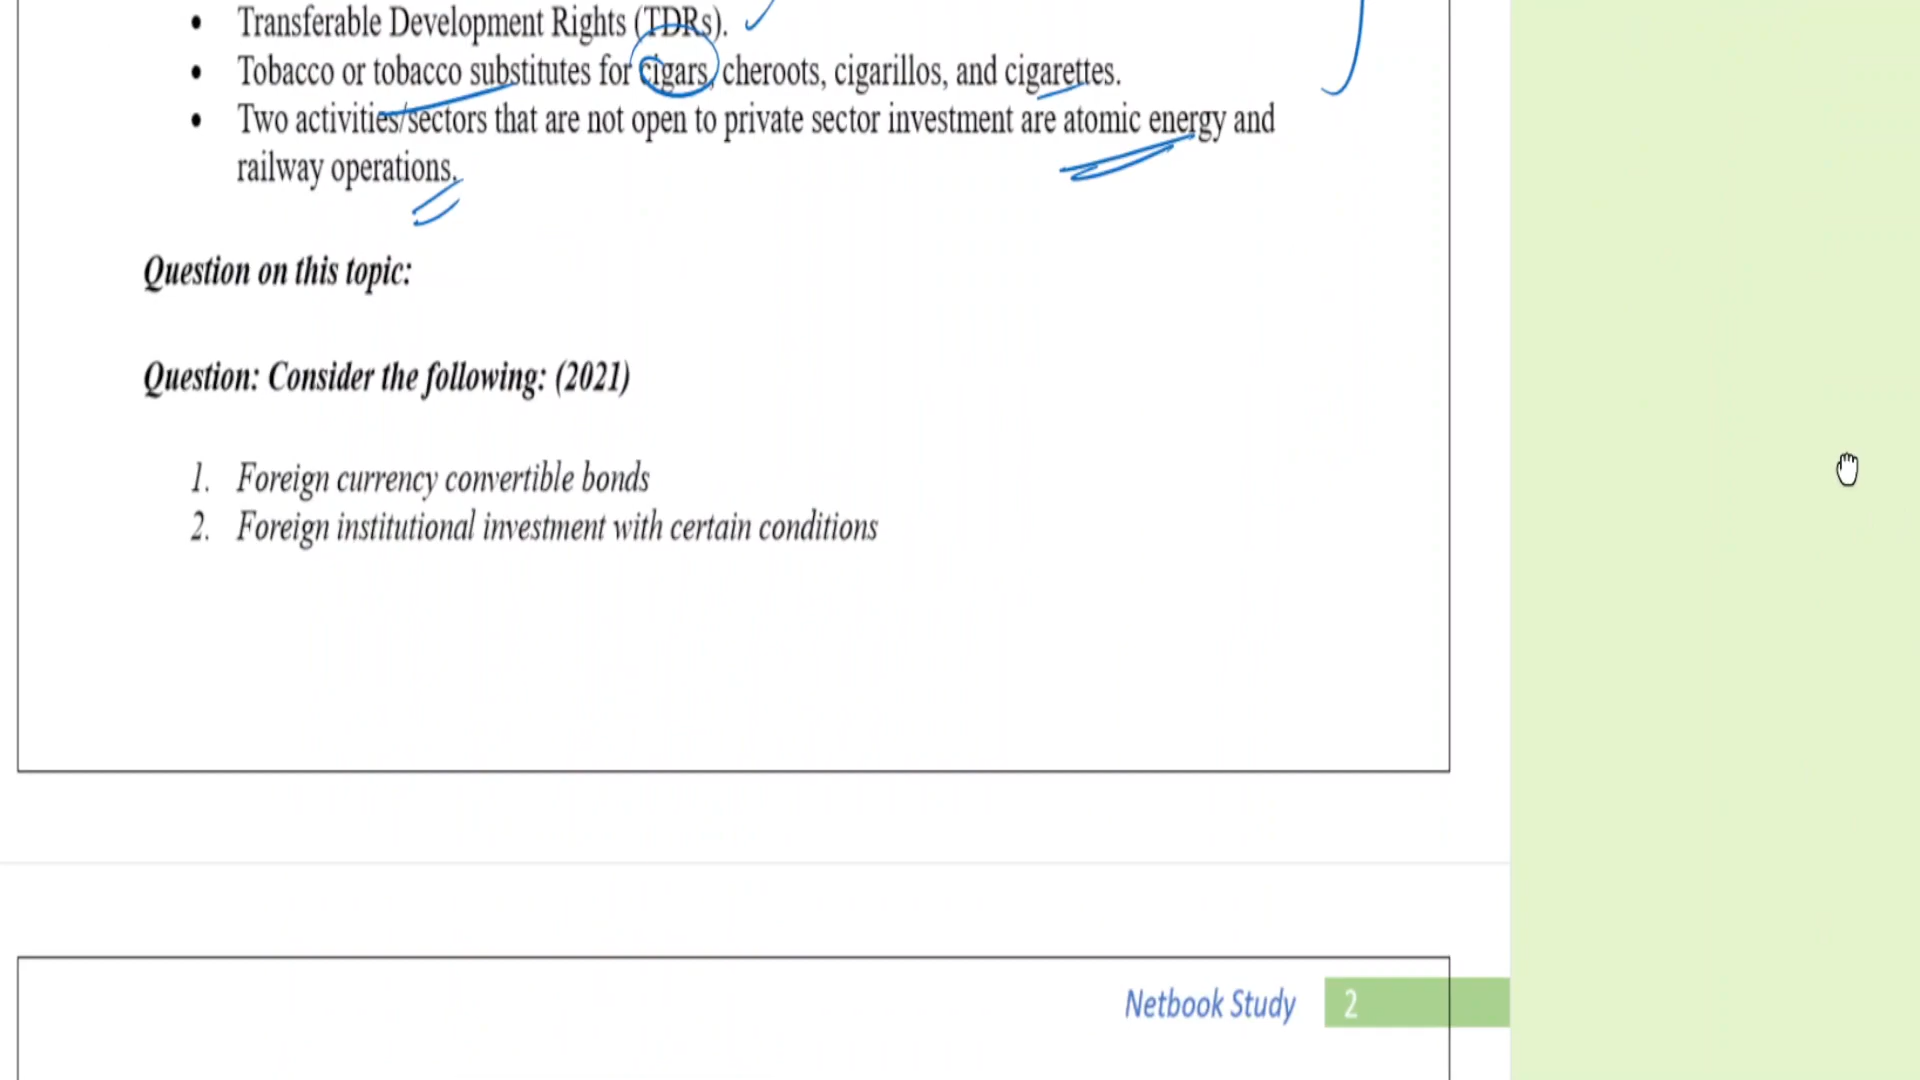 • Transferable Development Rights (TDRs).
• Tobacco or tobacco substitutes for cigars, cheroots, cigarillos, and cigarettes.
• Two activities/sectors that are not open to private sector investment are atomic energy and
railway operations.
Question on this topic:
Question: Consider the following: (2021)
1. Foreign currency convertible bonds
2. Foreign institutional investment with certain conditions
Netbook Study 2